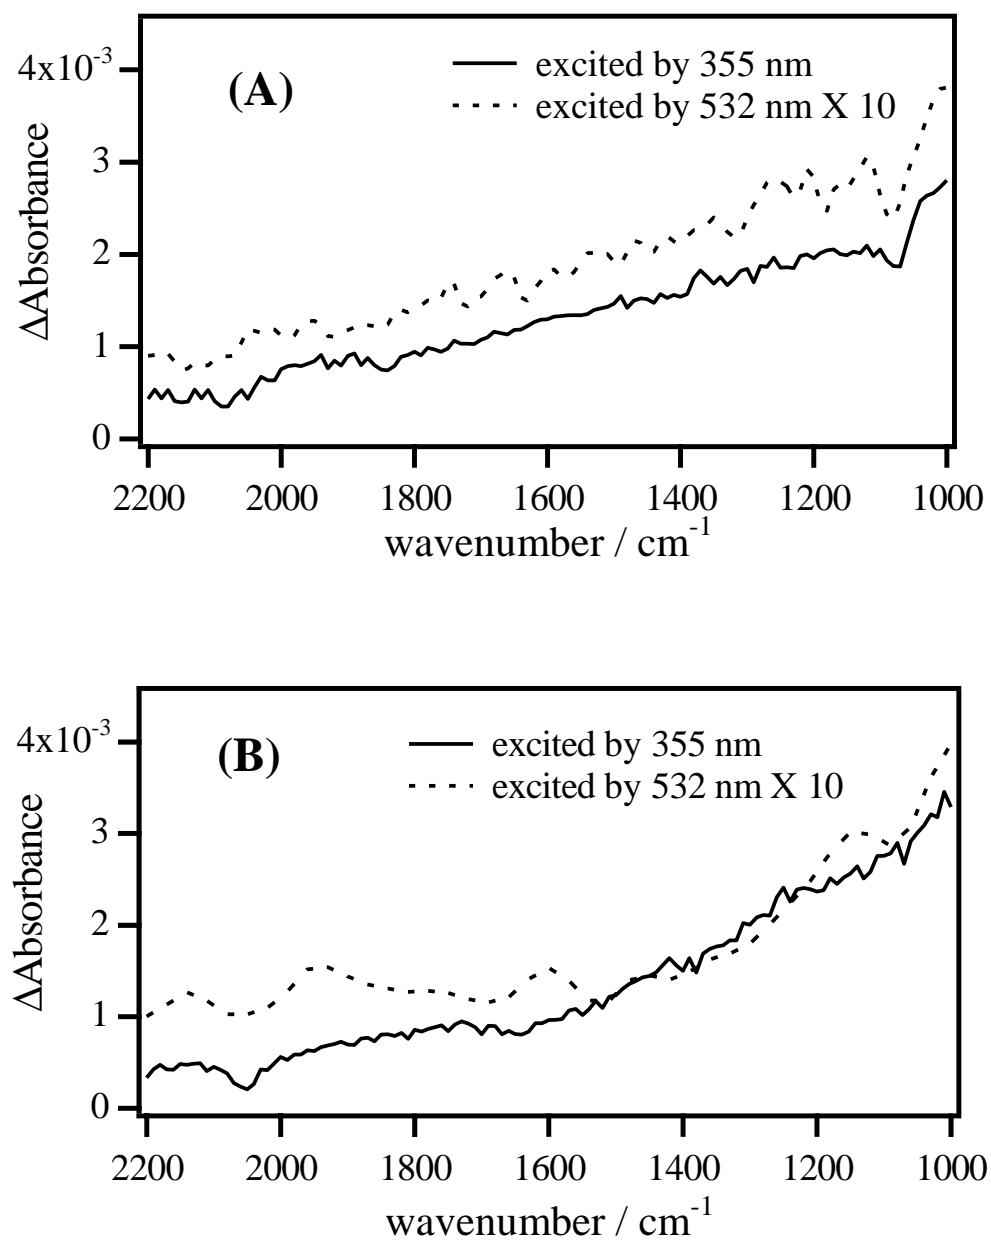 4x10⁻³
(A)
excited by 355 nm
excited by 532 nm X 10
3
2
1
0
ΔAbsorbance
2200 2000 1800 1600 1400 1200 1000
wavenumber / cm⁻¹
4x10⁻³
(B)
excited by 355 nm
excited by 532 nm X 10
3
2
1
0
ΔAbsorbance
2200 2000 1800 1600 1400 1200 1000
wavenumber / cm⁻¹